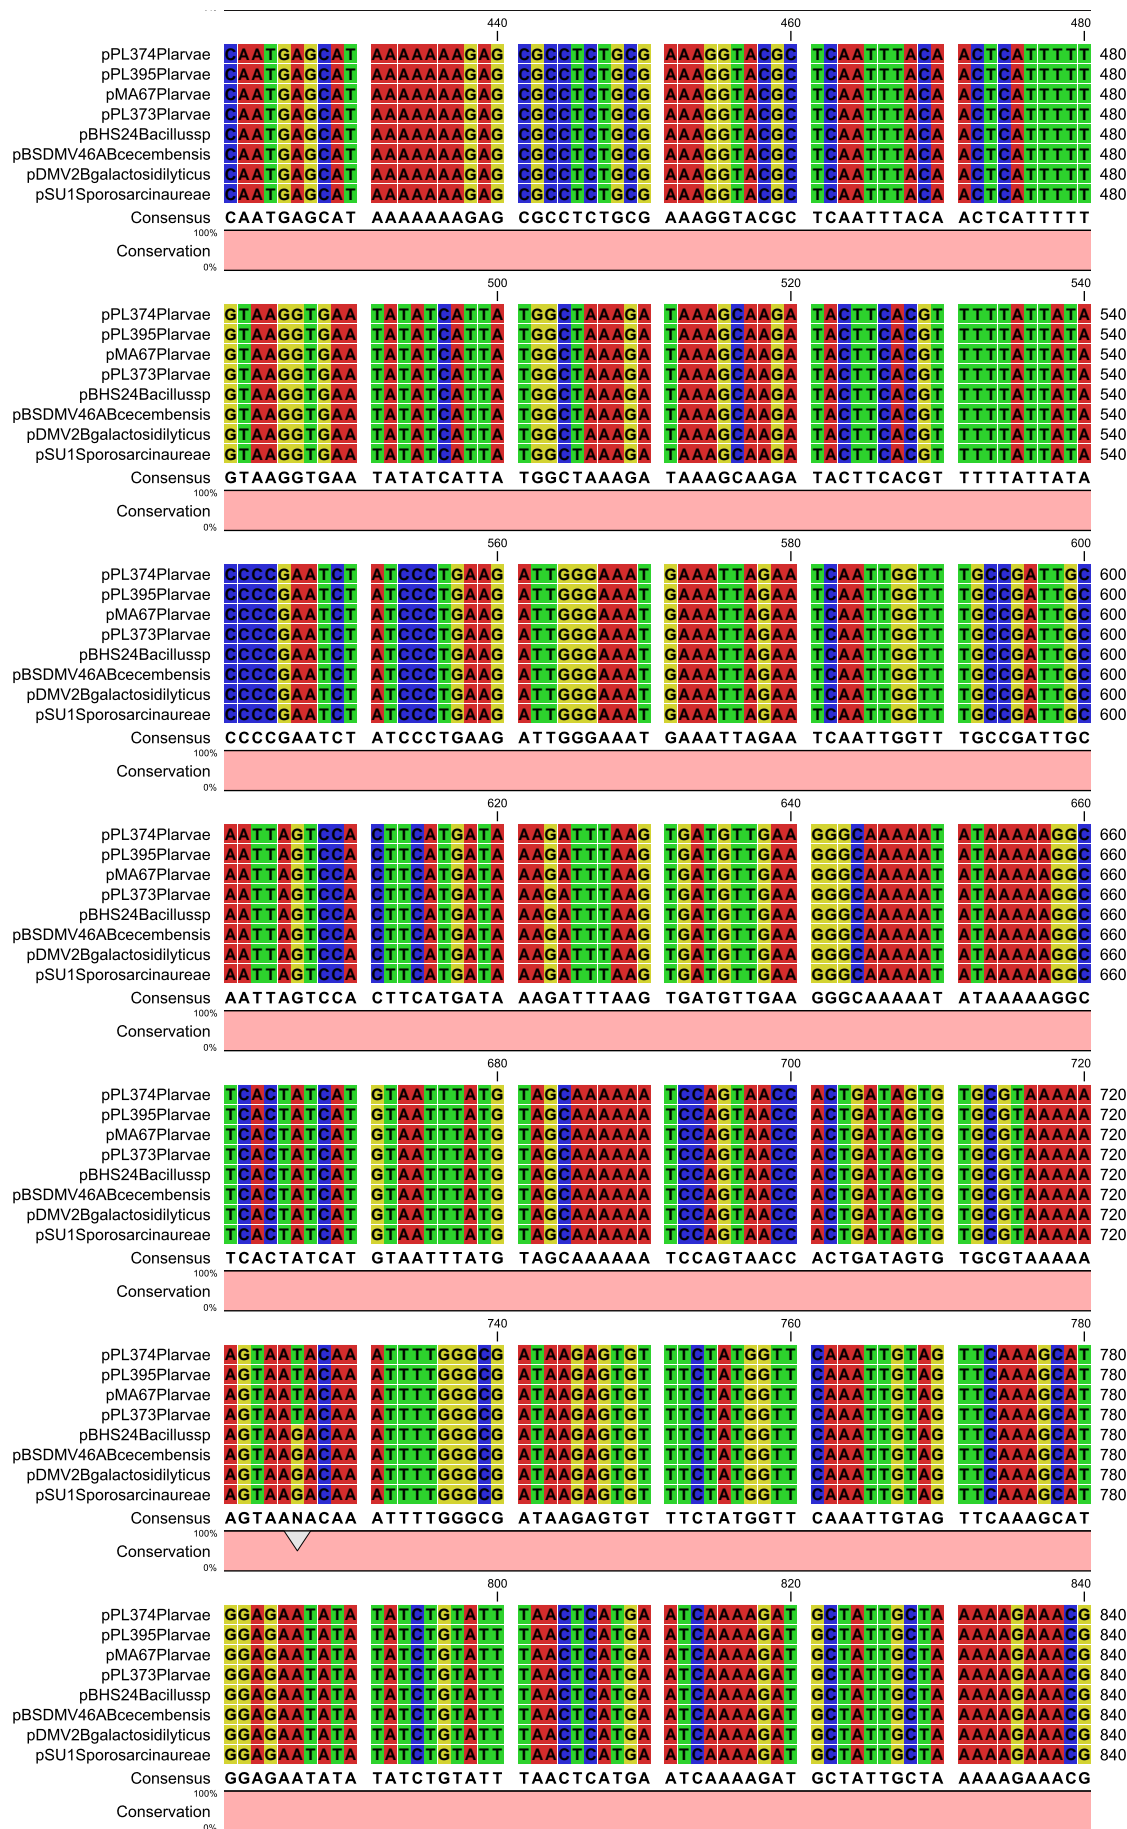 440 460 480
pPL374Plarvae CAATGAGCAT AAAAAAAGAG CGCCTCTGCG AAAGGTACGC TCAATTTACA ACTCATTTTT 480
pPL395Plarvae CAATGAGCAT AAAAAAAGAG CGCCTCTGCG AAAGGTACGC TCAATTTACA ACTCATTTTT 480
pMA67Plarvae CAATGAGCAT AAAAAAAGAG CGCCTCTGCG AAAGGTACGC TCAATTTACA ACTCATTTTT 480
pPL373Plarvae CAATGAGCAT AAAAAAAGAG CGCCTCTGCG AAAGGTACGC TCAATTTACA ACTCATTTTT 480
pBHS24Bacillussp CAATGAGCAT AAAAAAAGAG CGCCTCTGCG AAAGGTACGC TCAATTTACA ACTCATTTTT 480
pBSDMV46ABcecembensis CAATGAGCAT AAAAAAAGAG CGCCTCTGCG AAAGGTACGC TCAATTTACA ACTCATTTTT 480
pDMV2Bgalactosidilyticus CAATGAGCAT AAAAAAAGAG CGCCTCTGCG AAAGGTACGC TCAATTTACA ACTCATTTTT 480
pSU1Sporosarcinaureae CAATGAGCAT AAAAAAAGAG CGCCTCTGCG AAAGGTACGC TCAATTTACA ACTCATTTTT 480
Consensus CAATGAGCAT AAAAAAAGAG CGCCTCTGCG AAAGGTACGC TCAATTTACA ACTCATTTTT
100%
Conservation
0%
500 520 540
pPL374Plarvae GTAAGGTGAA TATATCATTA TGGCTAAAGA TAAAGCAAGA TACTTCACGT TTTTATTATA 540
pPL395Plarvae GTAAGGTGAA TATATCATTA TGGCTAAAGA TAAAGCAAGA TACTTCACGT TTTTATTATA 540
pMA67Plarvae GTAAGGTGAA TATATCATTA TGGCTAAAGA TAAAGCAAGA TACTTCACGT TTTTATTATA 540
pPL373Plarvae GTAAGGTGAA TATATCATTA TGGCTAAAGA TAAAGCAAGA TACTTCACGT TTTTATTATA 540
pBHS24Bacillussp GTAAGGTGAA TATATCATTA TGGCTAAAGA TAAAGCAAGA TACTTCACGT TTTTATTATA 540
pBSDMV46ABcecembensis GTAAGGTGAA TATATCATTA TGGCTAAAGA TAAAGCAAGA TACTTCACGT TTTTATTATA 540
pDMV2Bgalactosidilyticus GTAAGGTGAA TATATCATTA TGGCTAAAGA TAAAGCAAGA TACTTCACGT TTTTATTATA 540
pSU1Sporosarcinaureae GTAAGGTGAA TATATCATTA TGGCTAAAGA TAAAGCAAGA TACTTCACGT TTTTATTATA 540
Consensus GTAAGGTGAA TATATCATTA TGGCTAAAGA TAAAGCAAGA TACTTCACGT TTTTATTATA
100%
Conservation
0%
560 580 600
pPL374Plarvae CCCCGAATCT ATCCCTGAAG ATTGGGAAAT GAAATTAGAA TCAATTGGTT TGCCGATTGC 600
pPL395Plarvae CCCCGAATCT ATCCCTGAAG ATTGGGAAAT GAAATTAGAA TCAATTGGTT TGCCGATTGC 600
pMA67Plarvae CCCCGAATCT ATCCCTGAAG ATTGGGAAAT GAAATTAGAA TCAATTGGTT TGCCGATTGC 600
pPL373Plarvae CCCCGAATCT ATCCCTGAAG ATTGGGAAAT GAAATTAGAA TCAATTGGTT TGCCGATTGC 600
pBHS24Bacillussp CCCCGAATCT ATCCCTGAAG ATTGGGAAAT GAAATTAGAA TCAATTGGTT TGCCGATTGC 600
pBSDMV46ABcecembensis CCCCGAATCT ATCCCTGAAG ATTGGGAAAT GAAATTAGAA TCAATTGGTT TGCCGATTGC 600
pDMV2Bgalactosidilyticus CCCCGAATCT ATCCCTGAAG ATTGGGAAAT GAAATTAGAA TCAATTGGTT TGCCGATTGC 600
pSU1Sporosarcinaureae CCCCGAATCT ATCCCTGAAG ATTGGGAAAT GAAATTAGAA TCAATTGGTT TGCCGATTGC 600
Consensus CCCCGAATCT ATCCCTGAAG ATTGGGAAAT GAAATTAGAA TCAATTGGTT TGCCGATTGC
100%
Conservation
0%
620 640 660
pPL374Plarvae AATTAGTCCA CTTCATGATA AAGATTTAAG TGATGTTGAA GGGCAAAAAT ATAAAAAGGC 660
pPL395Plarvae AATTAGTCCA CTTCATGATA AAGATTTAAG TGATGTTGAA GGGCAAAAAT ATAAAAAGGC 660
pMA67Plarvae AATTAGTCCA CTTCATGATA AAGATTTAAG TGATGTTGAA GGGCAAAAAT ATAAAAAGGC 660
pPL373Plarvae AATTAGTCCA CTTCATGATA AAGATTTAAG TGATGTTGAA GGGCAAAAAT ATAAAAAGGC 660
pBHS24Bacillussp AATTAGTCCA CTTCATGATA AAGATTTAAG TGATGTTGAA GGGCAAAAAT ATAAAAAGGC 660
pBSDMV46ABcecembensis AATTAGTCCA CTTCATGATA AAGATTTAAG TGATGTTGAA GGGCAAAAAT ATAAAAAGGC 660
pDMV2Bgalactosidilyticus AATTAGTCCA CTTCATGATA AAGATTTAAG TGATGTTGAA GGGCAAAAAT ATAAAAAGGC 660
pSU1Sporosarcinaureae AATTAGTCCA CTTCATGATA AAGATTTAAG TGATGTTGAA GGGCAAAAAT ATAAAAAGGC 660
Consensus AATTAGTCCA CTTCATGATA AAGATTTAAG TGATGTTGAA GGGCAAAAAT ATAAAAAGGC
100%
Conservation
0%
680 700 720
pPL374Plarvae TCACTATCAT GTAATTTATG TAGCAAAAAA TCCAGTAACC ACTGATAGTG TGCGTAAAAA 720
pPL395Plarvae TCACTATCAT GTAATTTATG TAGCAAAAAA TCCAGTAACC ACTGATAGTG TGCGTAAAAA 720
pMA67Plarvae TCACTATCAT GTAATTTATG TAGCAAAAAA TCCAGTAACC ACTGATAGTG TGCGTAAAAA 720
pPL373Plarvae TCACTATCAT GTAATTTATG TAGCAAAAAA TCCAGTAACC ACTGATAGTG TGCGTAAAAA 720
pBHS24Bacillussp TCACTATCAT GTAATTTATG TAGCAAAAAA TCCAGTAACC ACTGATAGTG TGCGTAAAAA 720
pBSDMV46ABcecembensis TCACTATCAT GTAATTTATG TAGCAAAAAA TCCAGTAACC ACTGATAGTG TGCGTAAAAA 720
pDMV2Bgalactosidilyticus TCACTATCAT GTAATTTATG TAGCAAAAAA TCCAGTAACC ACTGATAGTG TGCGTAAAAA 720
pSU1Sporosarcinaureae TCACTATCAT GTAATTTATG TAGCAAAAAA TCCAGTAACC ACTGATAGTG TGCGTAAAAA 720
Consensus TCACTATCAT GTAATTTATG TAGCAAAAAA TCCAGTAACC ACTGATAGTG TGCGTAAAAA
100%
Conservation
0%
740 760 780
pPL374Plarvae AGTAATACAA ATTTTGGGCG ATAAGAGTGT TTCTATGGTT CAAATTGTAG TTCAAAGCAT 780
pPL395Plarvae AGTAATACAA ATTTTGGGCG ATAAGAGTGT TTCTATGGTT CAAATTGTAG TTCAAAGCAT 780
pMA67Plarvae AGTAATACAA ATTTTGGGCG ATAAGAGTGT TTCTATGGTT CAAATTGTAG TTCAAAGCAT 780
pPL373Plarvae AGTAATACAA ATTTTGGGCG ATAAGAGTGT TTCTATGGTT CAAATTGTAG TTCAAAGCAT 780
pBHS24Bacillussp AGTAAGACAA ATTTTGGGCG ATAAGAGTGT TTCTATGGTT CAAATTGTAG TTCAAAGCAT 780
pBSDMV46ABcecembensis AGTAAGACAA ATTTTGGGCG ATAAGAGTGT TTCTATGGTT CAAATTGTAG TTCAAAGCAT 780
pDMV2Bgalactosidilyticus AGTAAGACAA ATTTTGGGCG ATAAGAGTGT TTCTATGGTT CAAATTGTAG TTCAAAGCAT 780
pSU1Sporosarcinaureae AGTAAGACAA ATTTTGGGCG ATAAGAGTGT TTCTATGGTT CAAATTGTAG TTCAAAGCAT 780
Consensus AGTAANACAA ATTTTGGGCG ATAAGAGTGT TTCTATGGTT CAAATTGTAG TTCAAAGCAT
100%
Conservation
0%
800 820 840
pPL374Plarvae GGAGAATATA TATCTGTATT TAACTCATGA ATCAAAAGAT GCTATTGCTA AAAAGAAACG 840
pPL395Plarvae GGAGAATATA TATCTGTATT TAACTCATGA ATCAAAAGAT GCTATTGCTA AAAAGAAACG 840
pMA67Plarvae GGAGAATATA TATCTGTATT TAACTCATGA ATCAAAAGAT GCTATTGCTA AAAAGAAACG 840
pPL373Plarvae GGAGAATATA TATCTGTATT TAACTCATGA ATCAAAAGAT GCTATTGCTA AAAAGAAACG 840
pBHS24Bacillussp GGAGAATATA TATCTGTATT TAACTCATGA ATCAAAAGAT GCTATTGCTA AAAAGAAACG 840
pBSDMV46ABcecembensis GGAGAATATA TATCTGTATT TAACTCATGA ATCAAAAGAT GCTATTGCTA AAAAGAAACG 840
pDMV2Bgalactosidilyticus GGAGAATATA TATCTGTATT TAACTCATGA ATCAAAAGAT GCTATTGCTA AAAAGAAACG 840
pSU1Sporosarcinaureae GGAGAATATA TATCTGTATT TAACTCATGA ATCAAAAGAT GCTATTGCTA AAAAGAAACG 840
Consensus GGAGAATATA TATCTGTATT TAACTCATGA ATCAAAAGAT GCTATTGCTA AAAAGAAACG
100%
Conservation
0%